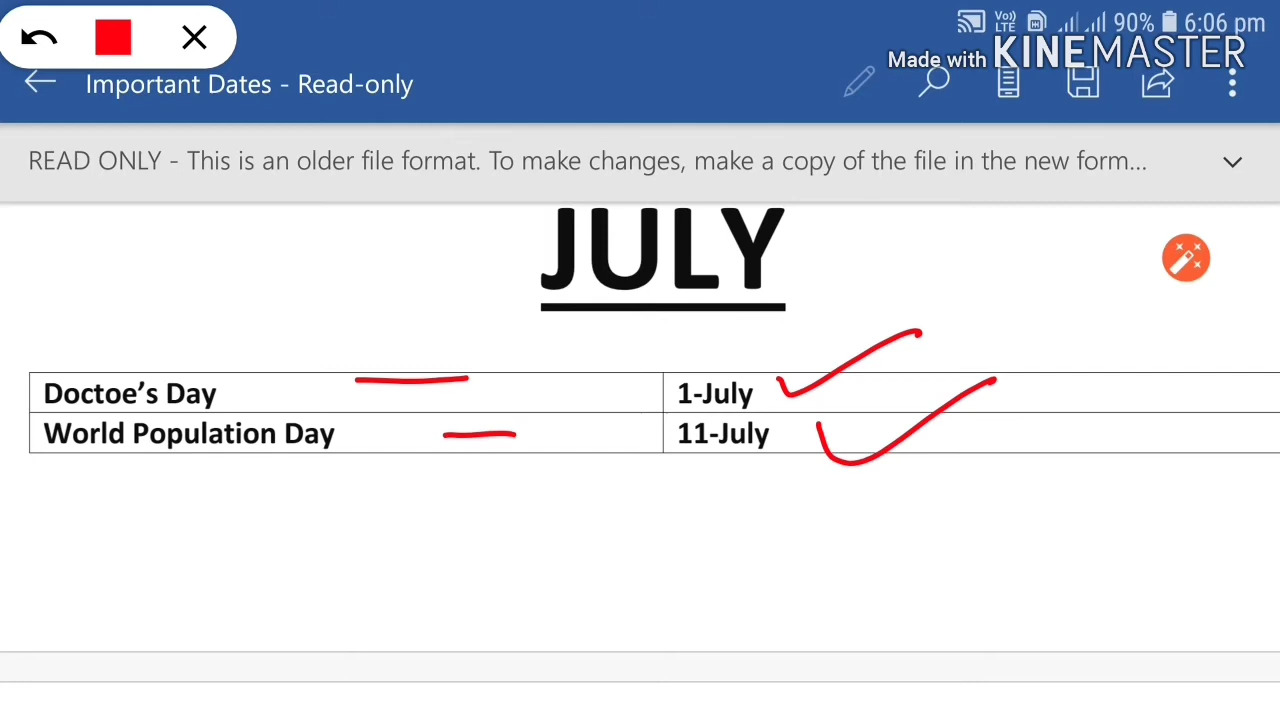 Vo)) LTE 90% 6:06 pm
Made with KINEMASTER
Important Dates - Read-only
READ ONLY - This is an older file format. To make changes, make a copy of the file in the new form...
JULY
Doctoe’s Day 1-July
World Population Day 11-July